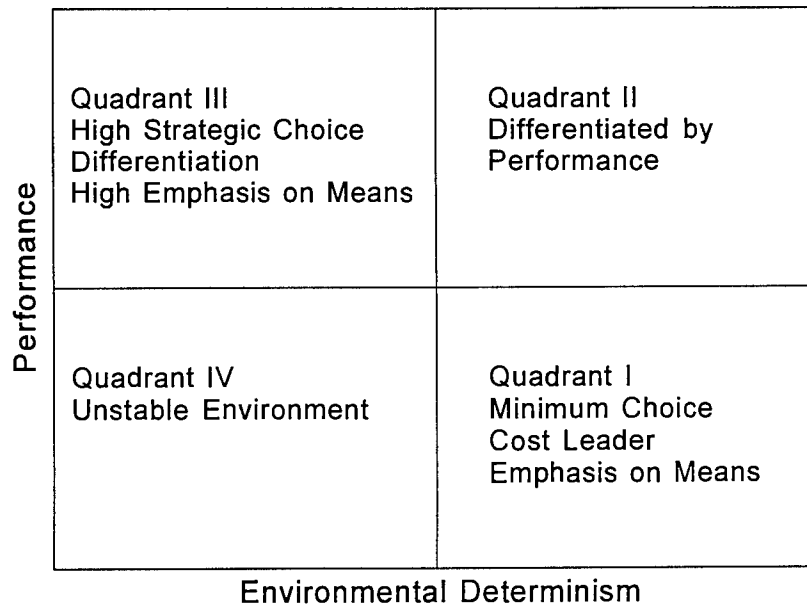 Quadrant III
High Strategic Choice
Differentiation
High Emphasis on Means
Quadrant II
Differentiated by
Performance
Performance
Quadrant IV
Unstable Environment
Quadrant I
Minimum Choice
Cost Leader
Emphasis on Means
Environmental Determinism